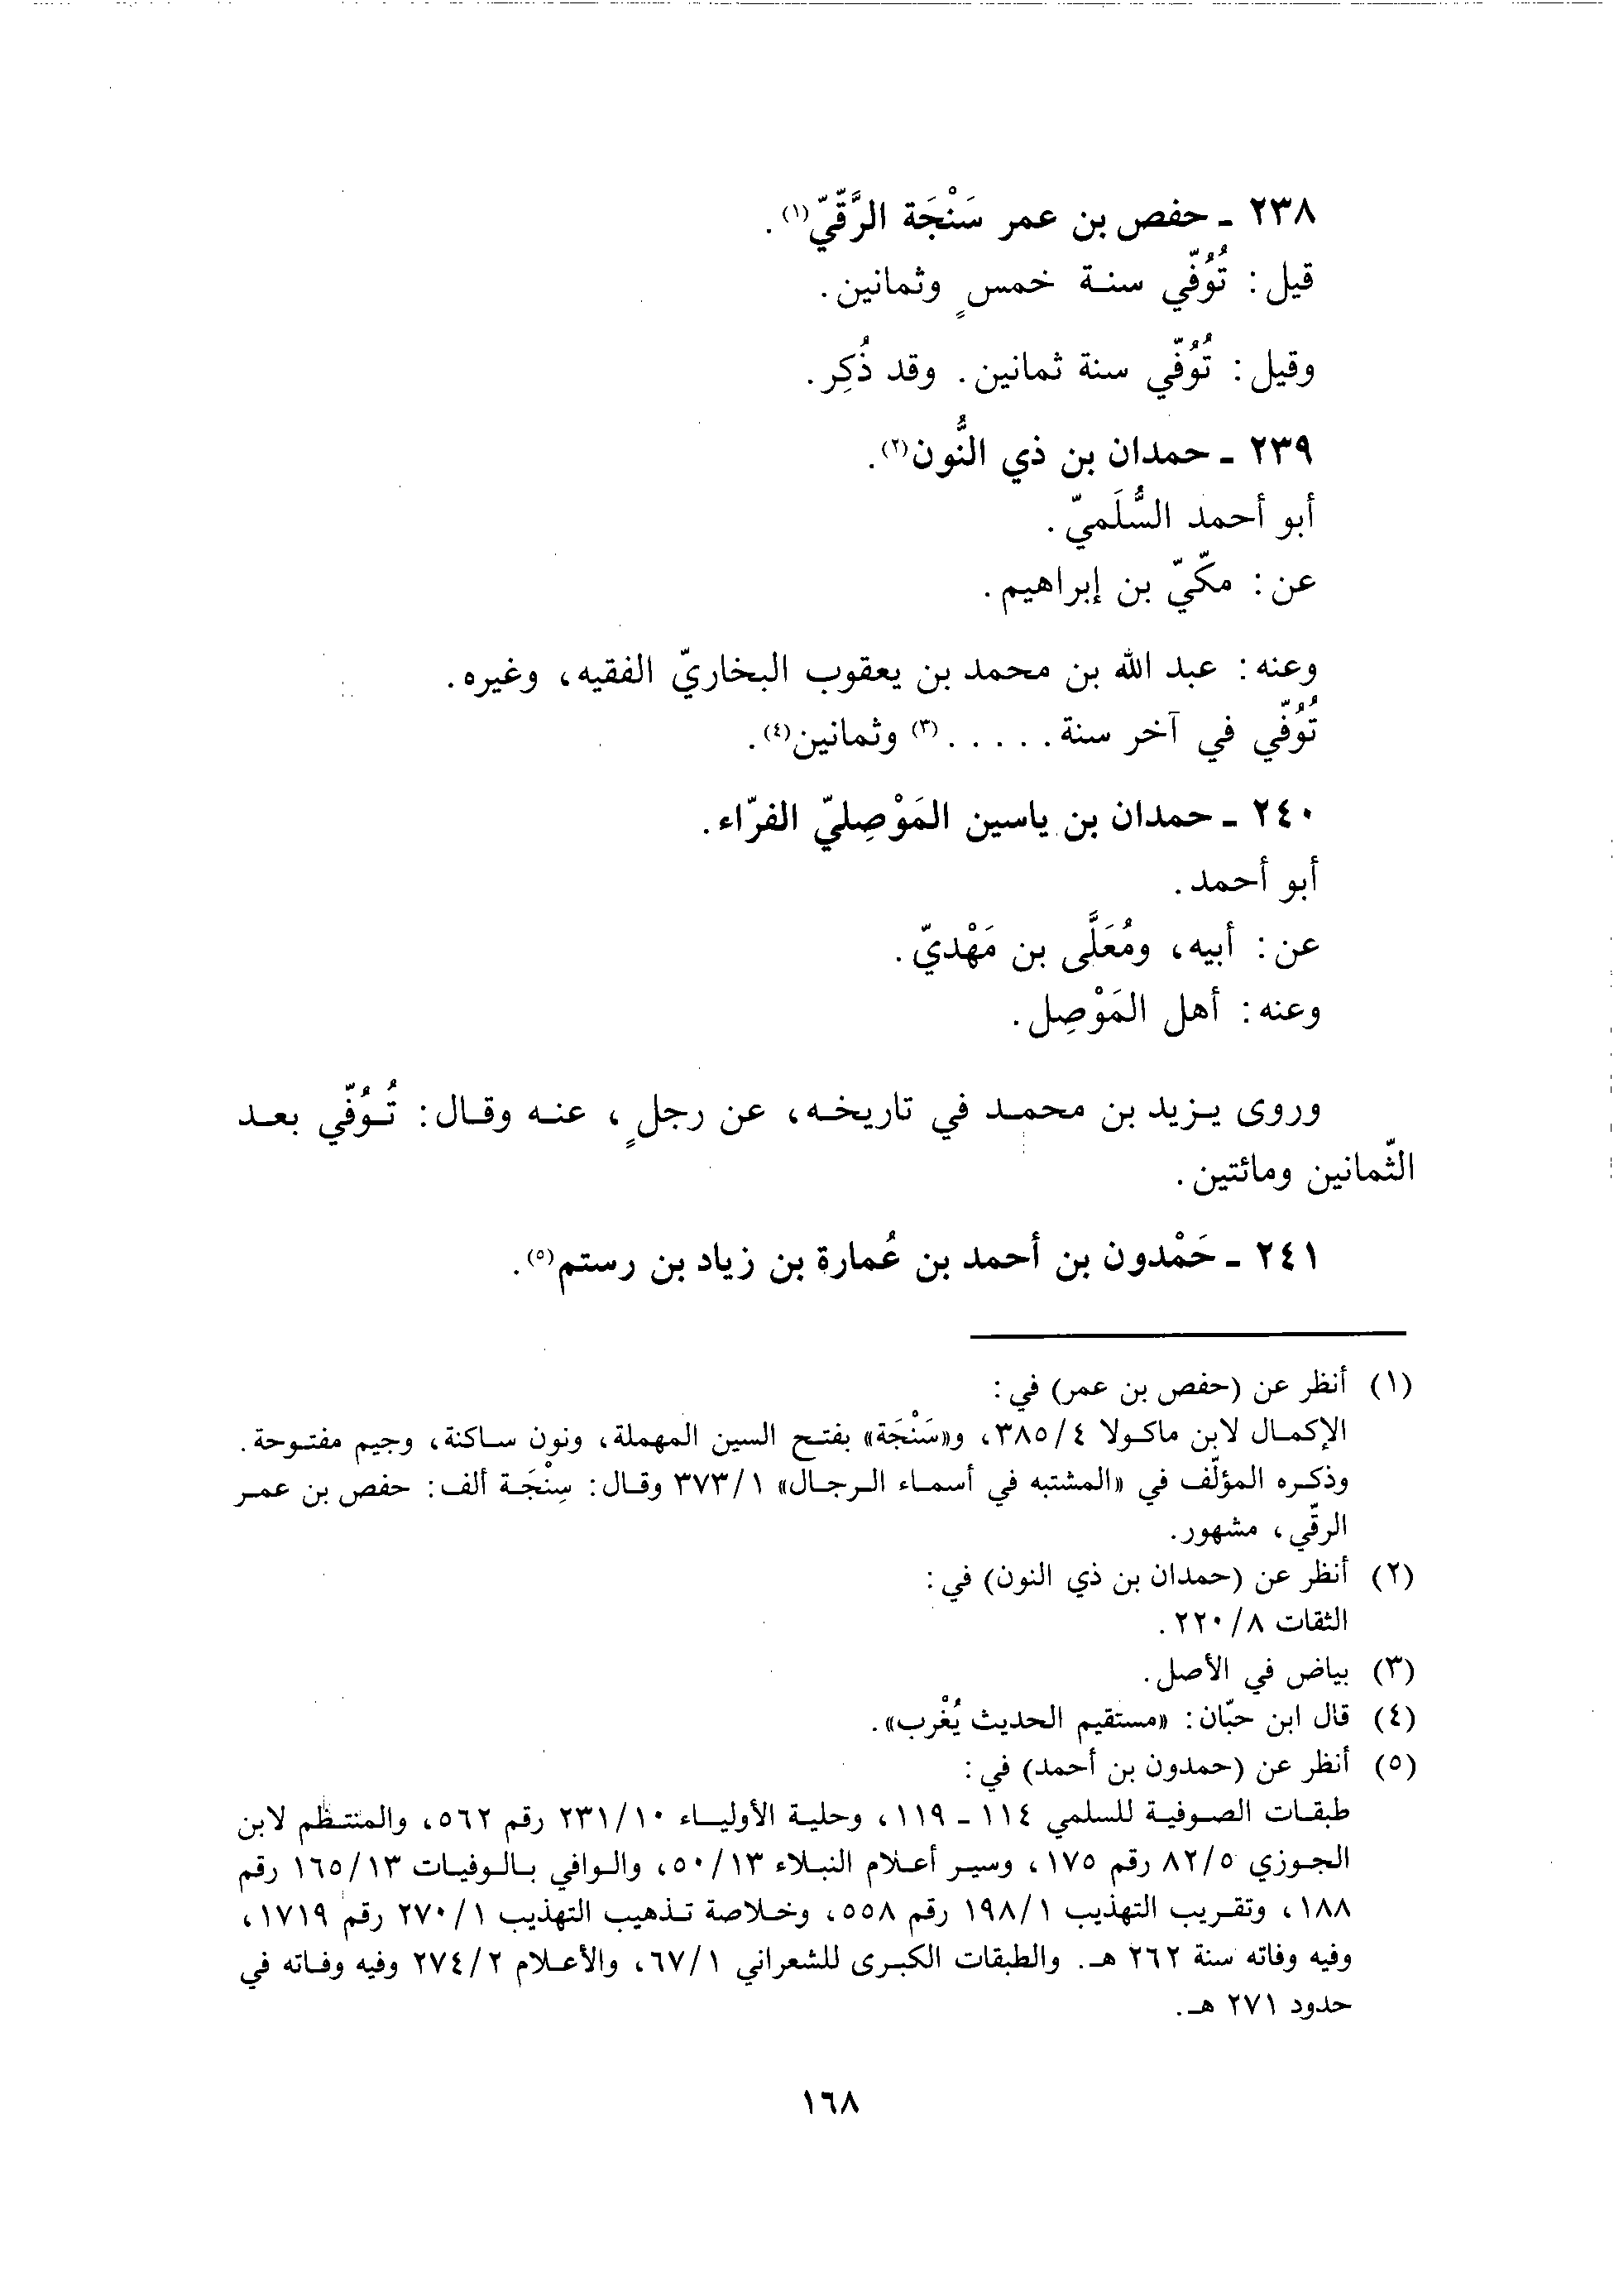 ٢٣٨ - حفص بن عمر سَنْجَة الرَّقّيّ(١).
قيل: تُوُفّي سنة خمسٍ وثمانين.
وقيل: تُوُفّي سنة ثمانين. وقد ذُكِر.
٢٣٩ - حمدان بن ذي النُّون(٢).
أبو أحمد السُّلَميّ.
عن: مكّيّ بن إبراهيم.
وعنه: عبد الله بن محمد بن يعقوب البخاريّ الفقيه، وغيره.
تُوُفّي في آخر سنة. . . . .(٣) وثمانين(٤).
٢٤٠ - حمدان بن ياسين المَوْصِليّ الفرّاء.
أبو أحمد.
عن: أبيه، ومُعَلَّى بن مَهْديّ.
وعنه: أهل المَوْصِل.
وروى يزيد بن محمد في تاريخه، عن رجلٍ، عنه وقال: تُوُفّي بعد
الثّمانين ومائتين.
٢٤١ - حَمْدون بن أحمد بن عُمارة بن زياد بن رستم(٥).
(١) أنظر عن (حفص بن عمر) في:
الإكمال لابن ماكولا ٣٨٥/٤، و«سَنْجَة» بفتح السين المهملة، ونون ساكنة، وجيم مفتوحة.
وذكره المؤلّف في «المشتبه في أسماء الرجال» ٣٧٣/١ وقال: سِنْجَة ألف: حفص بن عمر
الرقّي، مشهور.
(٢) أنظر عن (حمدان بن ذي النون) في:
الثقات ٢٢٠/٨.
(٣) بياض في الأصل.
(٤) قال ابن حبّان: «مستقيم الحديث يُغْرب».
(٥) أنظر عن (حمدون بن أحمد) في:
طبقات الصوفية للسلمي ١١٤ - ١١٩، وحلية الأولياء ٢٣١/١٠ رقم ٥٦٢، والمنتظم لابن
الجوزي ٨٢/٥ رقم ١٧٥، وسير أعلام النبلاء ٥٠/١٣، والوافي بالوفيات ١٦٥/١٣ رقم
١٨٨، وتقريب التهذيب ١٩٨/١ رقم ٥٥٨، وخلاصة تذهيب التهذيب ٢٧٠/١ رقم ١٧١٩،
وفيه وفاته سنة ٢٦٢ هـ. والطبقات الكبرى للشعراني ٦٧/١، والأعلام ٢٧٤/٢ وفيه وفاته في
حدود ٢٧١ هـ.
١٦٨